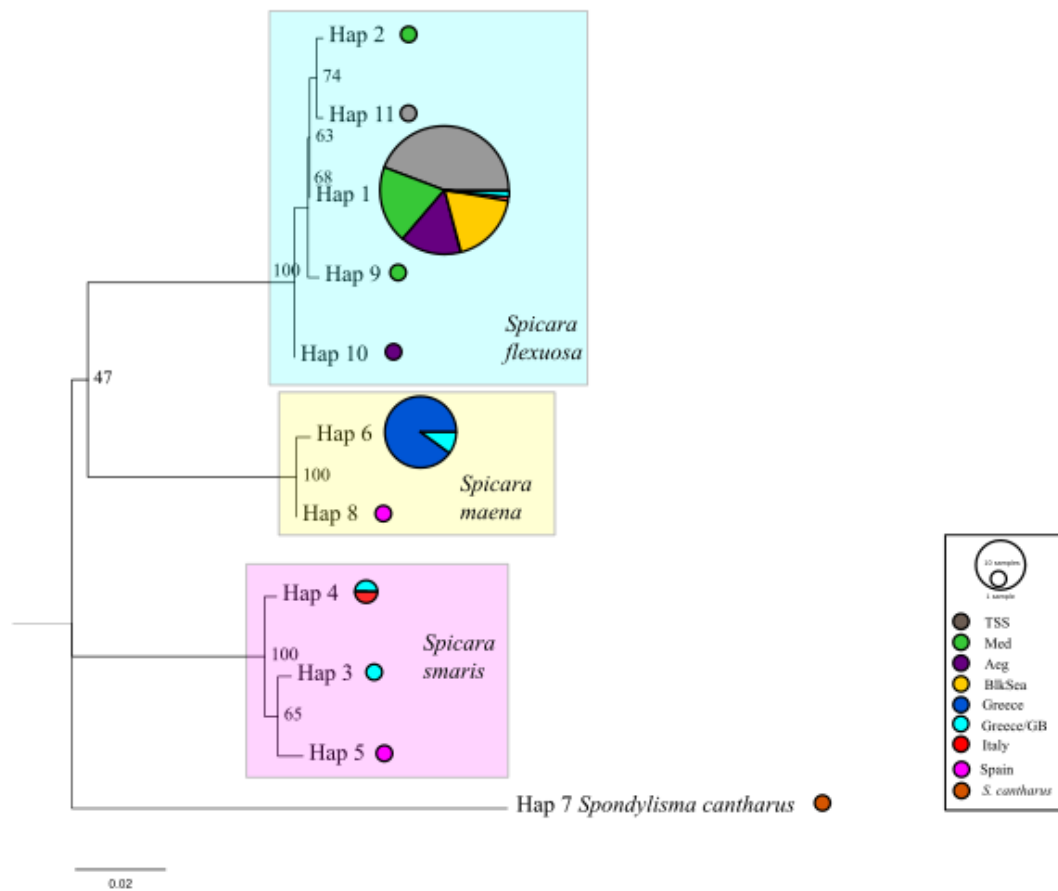 Hap 2
74
Hap 11
63
68
Hap 1
100
Hap 9
Spicara
flexuosa
Hap 10
47
Hap 6
100
Spicara
maena
Hap 8
Hap 4
Spicara
smaris
100
Hap 3
65
Hap 5
Hap 7 Spondylisma cantharus
0.02
10 samples
1 sample
TSS
Med
Aeg
BlkSea
Greece
Greece/GB
Italy
Spain
S. cantharus